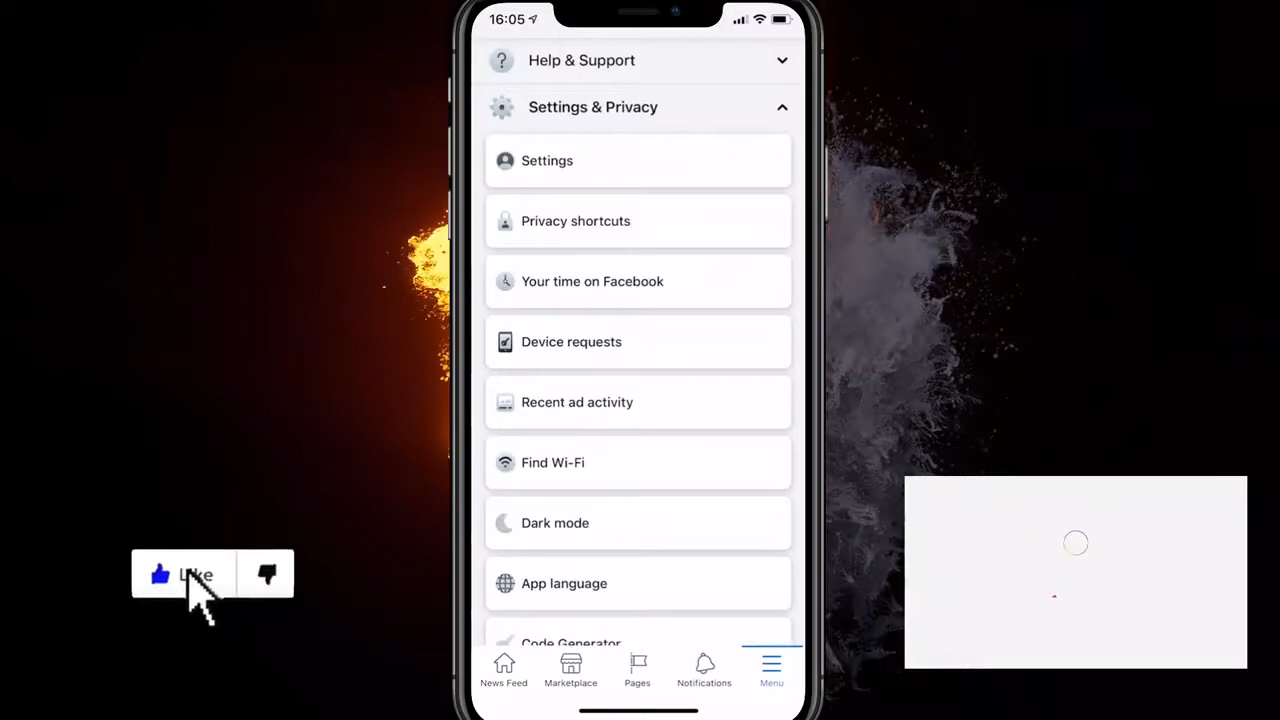 16:05
Help & Support
Settings & Privacy
Settings
Privacy shortcuts
Your time on Facebook
Device requests
Recent ad activity
Find Wi-Fi
Dark mode
App language
Code Generator
Like
News Feed
Marketplace
Pages
Notifications
Menu